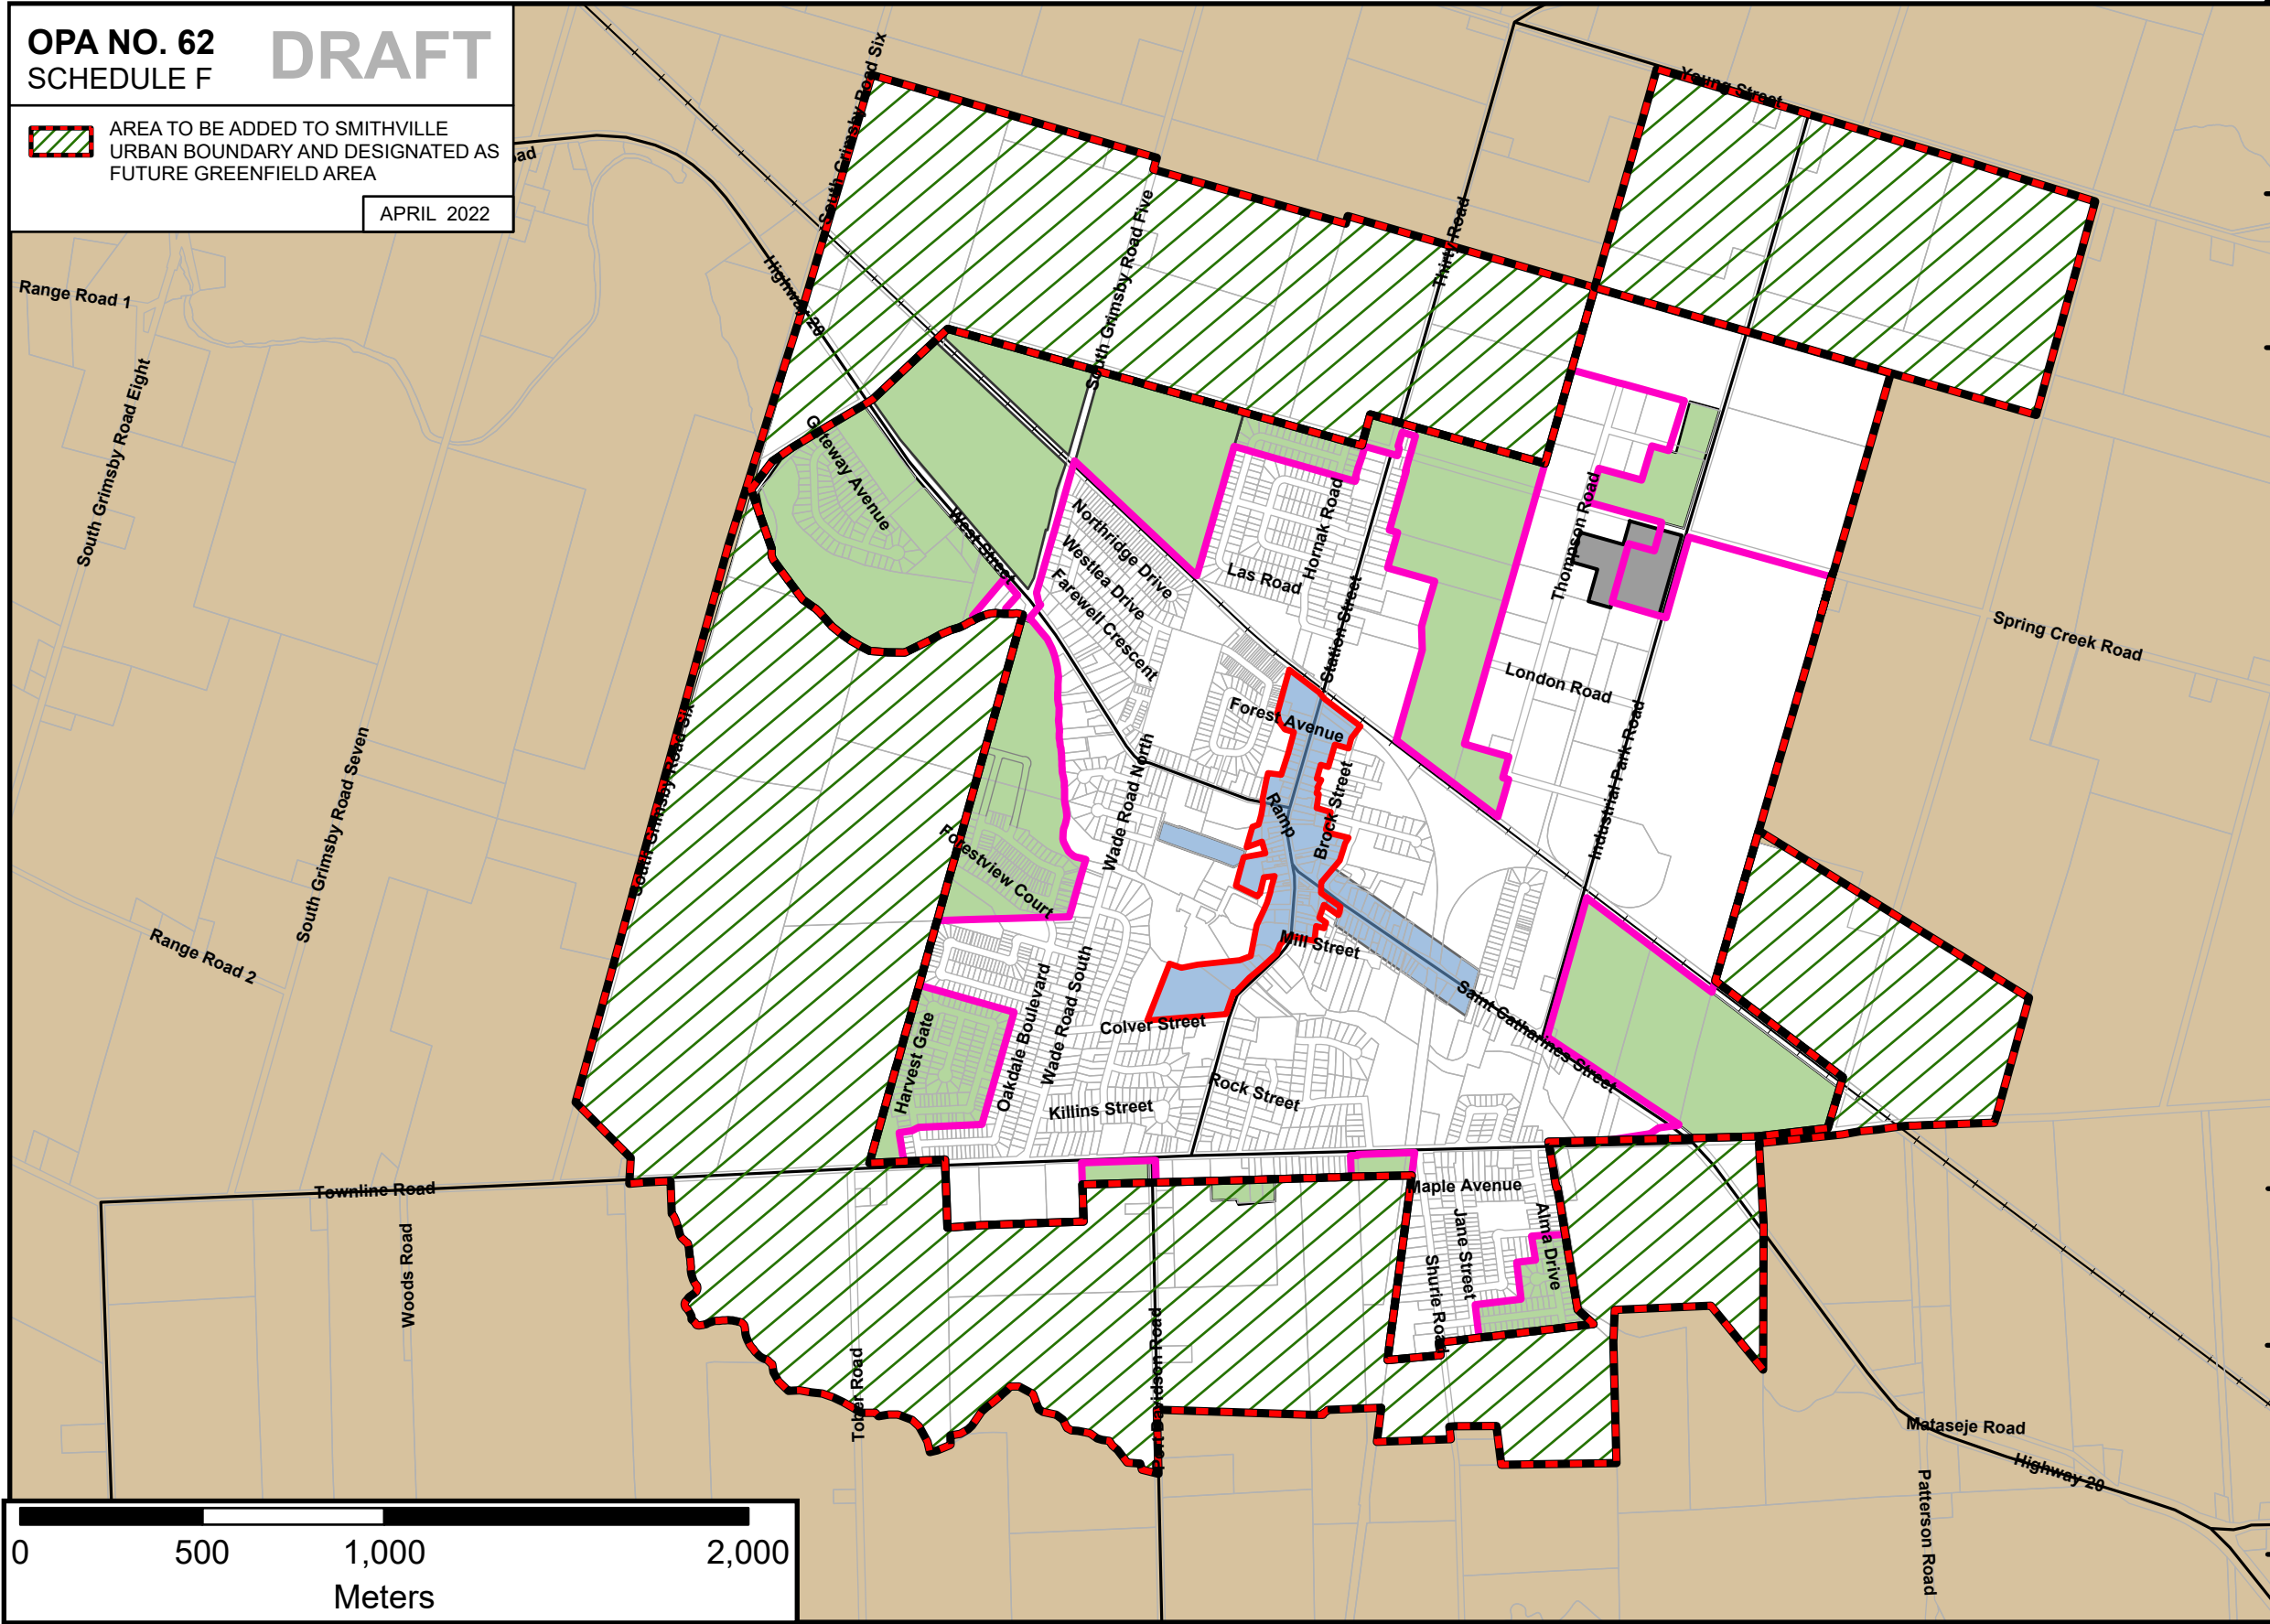 OPA NO. 62
SCHEDULE F
DRAFT
AREA TO BE ADDED TO SMITHVILLE
URBAN BOUNDARY AND DESIGNATED AS
FUTURE GREENFIELD AREA
APRIL 2022
Young Street
South Grimsby Road Six
South Grimsby Road Five
Thirty Road
Highway 20
Range Road 1
South Grimsby Road Eight
Gateway Avenue
West Street
Northridge Drive
Westlea Drive
Farewell Crescent
Las Road
Hornak Road
Station Street
Thompson Road
London Road
Industrial Park Road
Spring Creek Road
South Grimsby Road Six
South Grimsby Road Seven
Forest Avenue
Ramp
Brock Street
Wade Road North
Forestview Court
Range Road 2
Mill Street
Saint Catharines Street
Harvest Gate
Oakdale Boulevard
Wade Road South
Colver Street
Rock Street
Killins Street
Townline Road
Woods Road
Tober Road
Port Davidson Road
Maple Avenue
Jane Street
Shurie Road
Alma Drive
Mataseje Road
Highway 20
Patterson Road
0 500 1,000 2,000
Meters